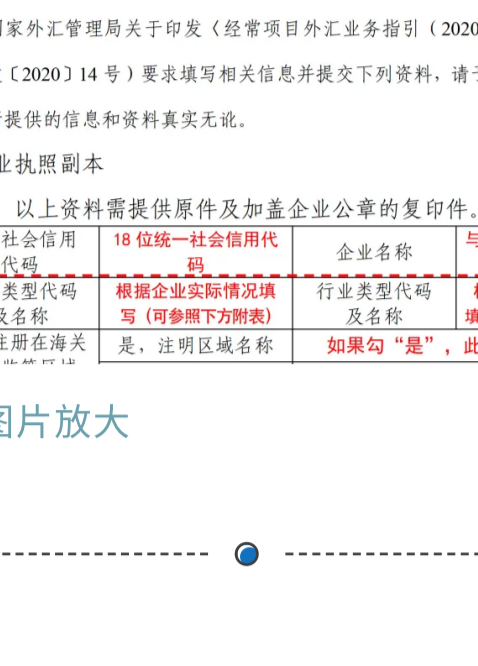 家外汇管理局关于印发〈经常项目外汇业务指引（2020
〔2020〕14 号）要求填写相关信息并提交下列资料，请
提供的信息和资料真实无讹。
业执照副本
以上资料需提供原件及加盖企业公章的复印件。
社会信用 18 位统一社会信用代 企业名称 与
代码 码
类型代码 根据企业实际情况填 行业类型代码
及名称 写（可参照下方附表） 及名称 填
注册在海关 是，注明区域名称 如果勾“是”，此
图片放大